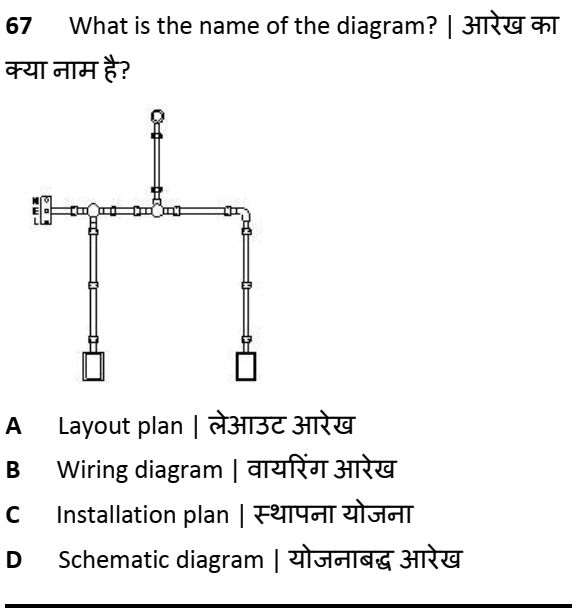 67 What is the name of the diagram? | आरेख का
क्या नाम है?
N
E
L
A Layout plan | लेआउट आरेख
B Wiring diagram | वायरिंग आरेख
C Installation plan | स्थापना योजना
D Schematic diagram | योजनाबद्ध आरेख